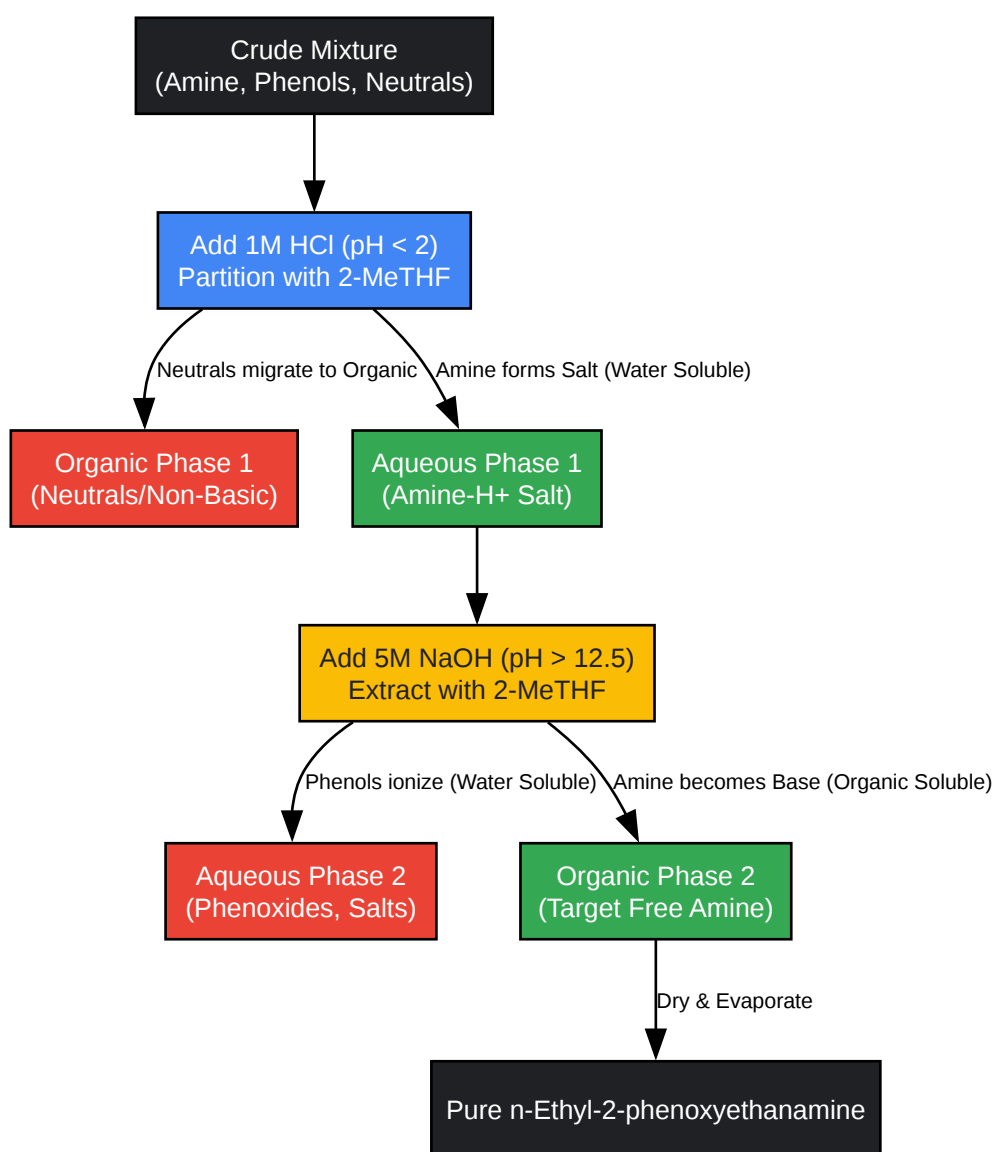 Crude Mixture
(Amine, Phenols, Neutrals)
Add 1M HCl (pH < 2)
Partition with 2-MeTHF
Neutrals migrate to Organic
Amine forms Salt (Water Soluble)
Organic Phase 1
(Neutrals/Non-Basic)
Aqueous Phase 1
(Amine-H+ Salt)
Add 5M NaOH (pH > 12.5)
Extract with 2-MeTHF
Phenols ionize (Water Soluble)
Amine becomes Base (Organic Soluble)
Aqueous Phase 2
(Phenoxides, Salts)
Organic Phase 2
(Target Free Amine)
Dry & Evaporate
Pure n-Ethyl-2-phenoxyethanamine